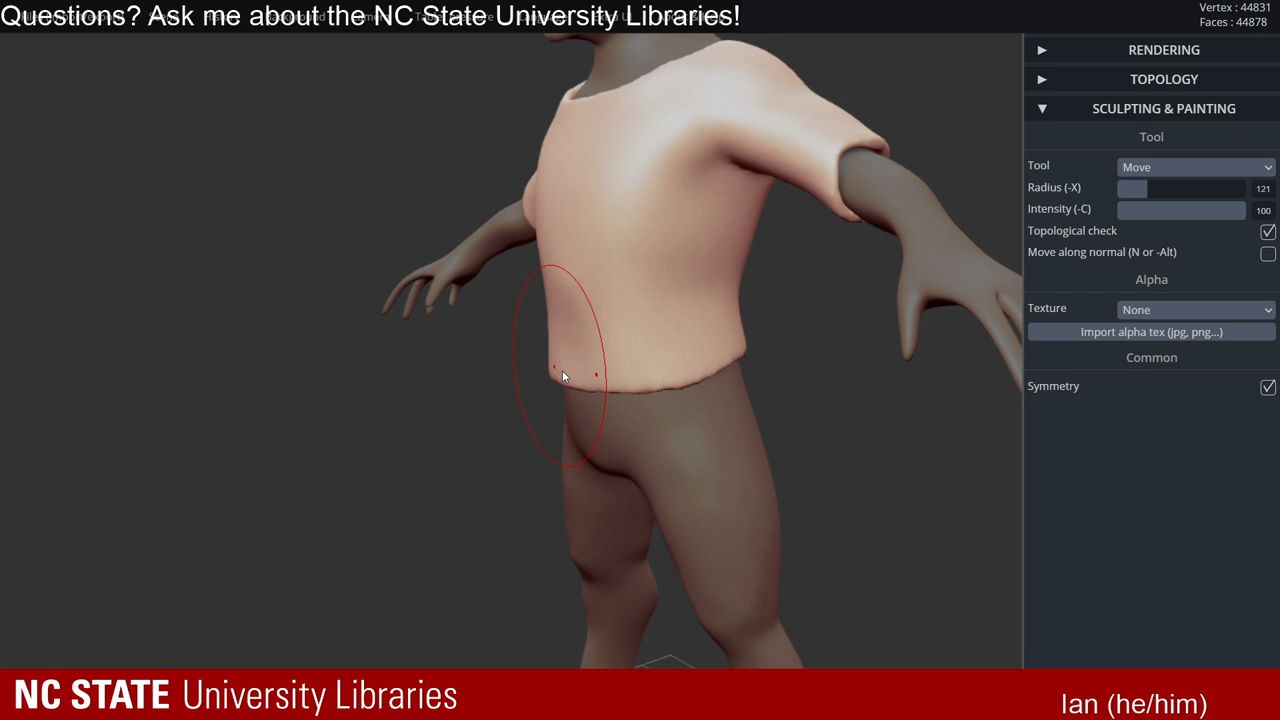 Questions? Ask me about the NC State University Libraries!
Vertex : 44831
Faces : 44878
RENDERING
TOPOLOGY
SCULPTING & PAINTING
Tool
Tool
Move
Radius (-X)
121
Intensity (-C)
100
Topological check
Move along normal (N or -Alt)
Alpha
Texture
None
Import alpha tex (jpg, png...)
Common
Symmetry
NC STATE University Libraries
Ian (he/him)